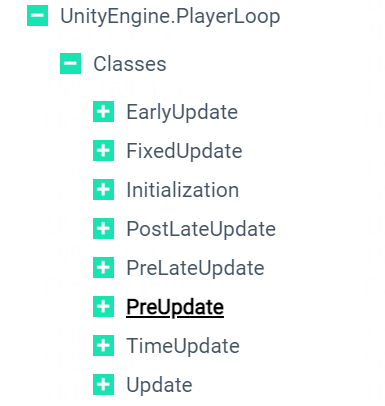 UnityEngine.PlayerLoop
Classes
EarlyUpdate
FixedUpdate
Initialization
PostLateUpdate
PreLateUpdate
PreUpdate
TimeUpdate
Update